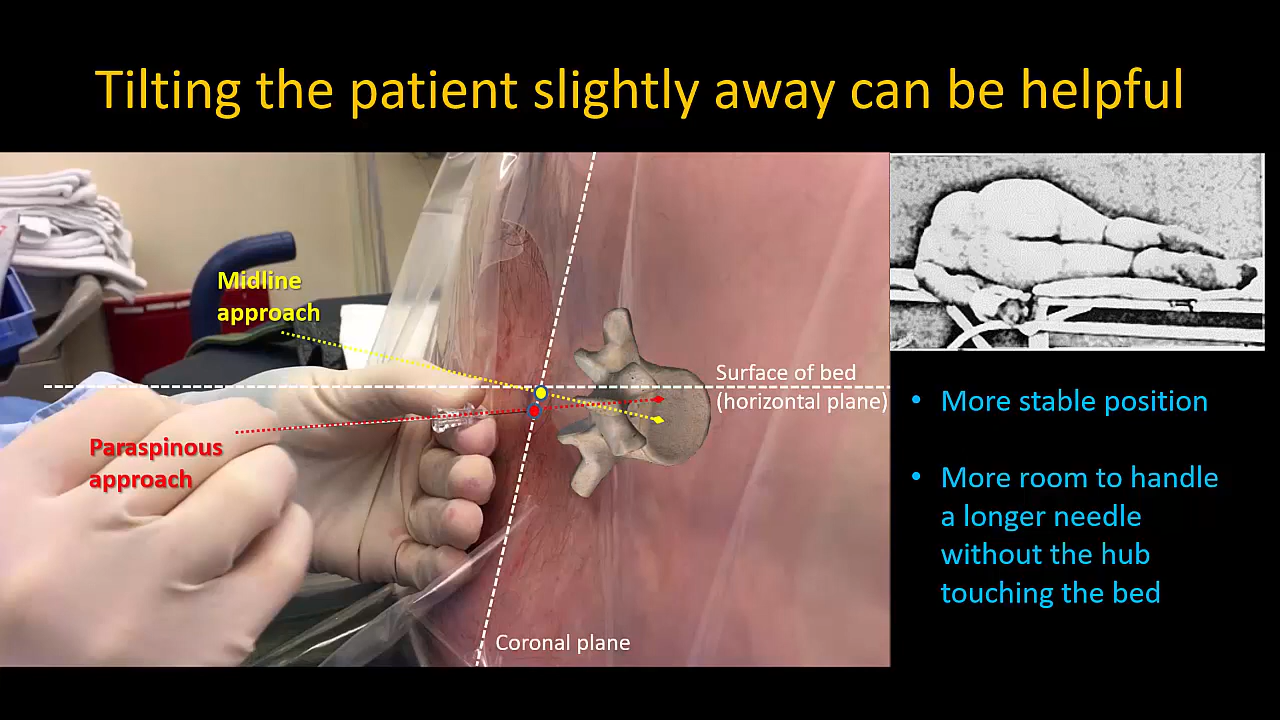 Tilting the patient slightly away can be helpful
Midline
approach
Surface of bed
(horizontal plane)
Paraspinous
approach
Coronal plane
• More stable position
• More room to handle
a longer needle
without the hub
touching the bed